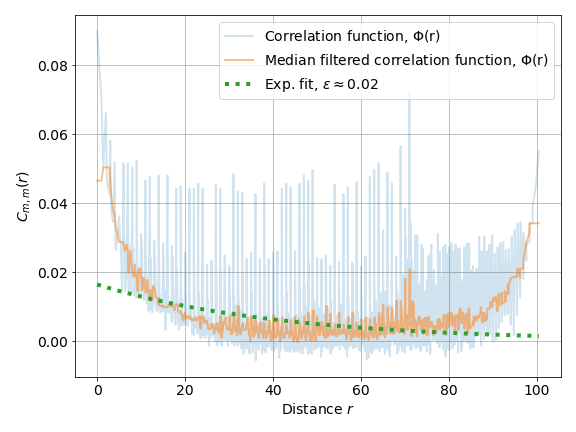 Correlation function, Φ(r)
Median filtered correlation function, Φ(r)
Exp. fit, ε ≈ 0.02
0.08
0.06
0.04
0.02
0.00
C_{m,m}(r)
0 20 40 60 80 100
Distance r